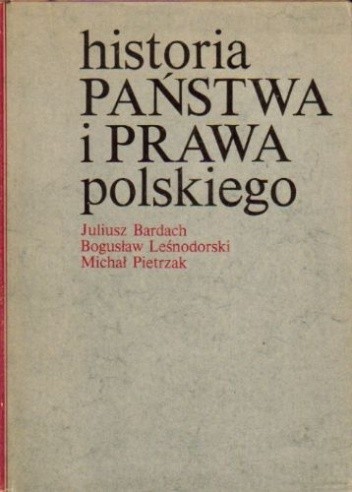 historia
PAŃSTWA
i PRAWA
polskiego
Juliusz Bardach
Bogusław Leśnodorski
Michał Pietrzak